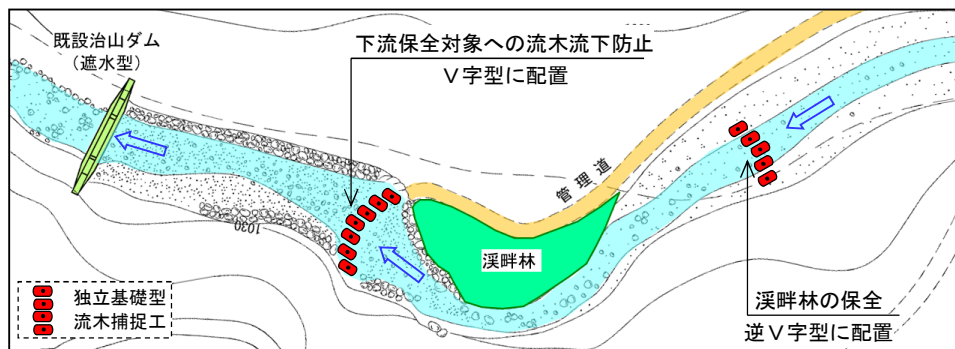 既設治山ダム
（遮水型）
下流保全対象への流木流下防止
Ｖ字型に配置
管理道
渓畔林
1030
独立基礎型
流木捕捉工
渓畔林の保全
逆Ｖ字型に配置